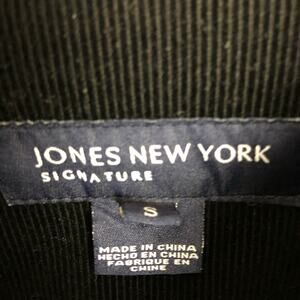 JONES NEW YORK
SIGNATURE
S
MADE IN CHINA
HECHO EN CHINA
FABRIQUE EN
CHINE